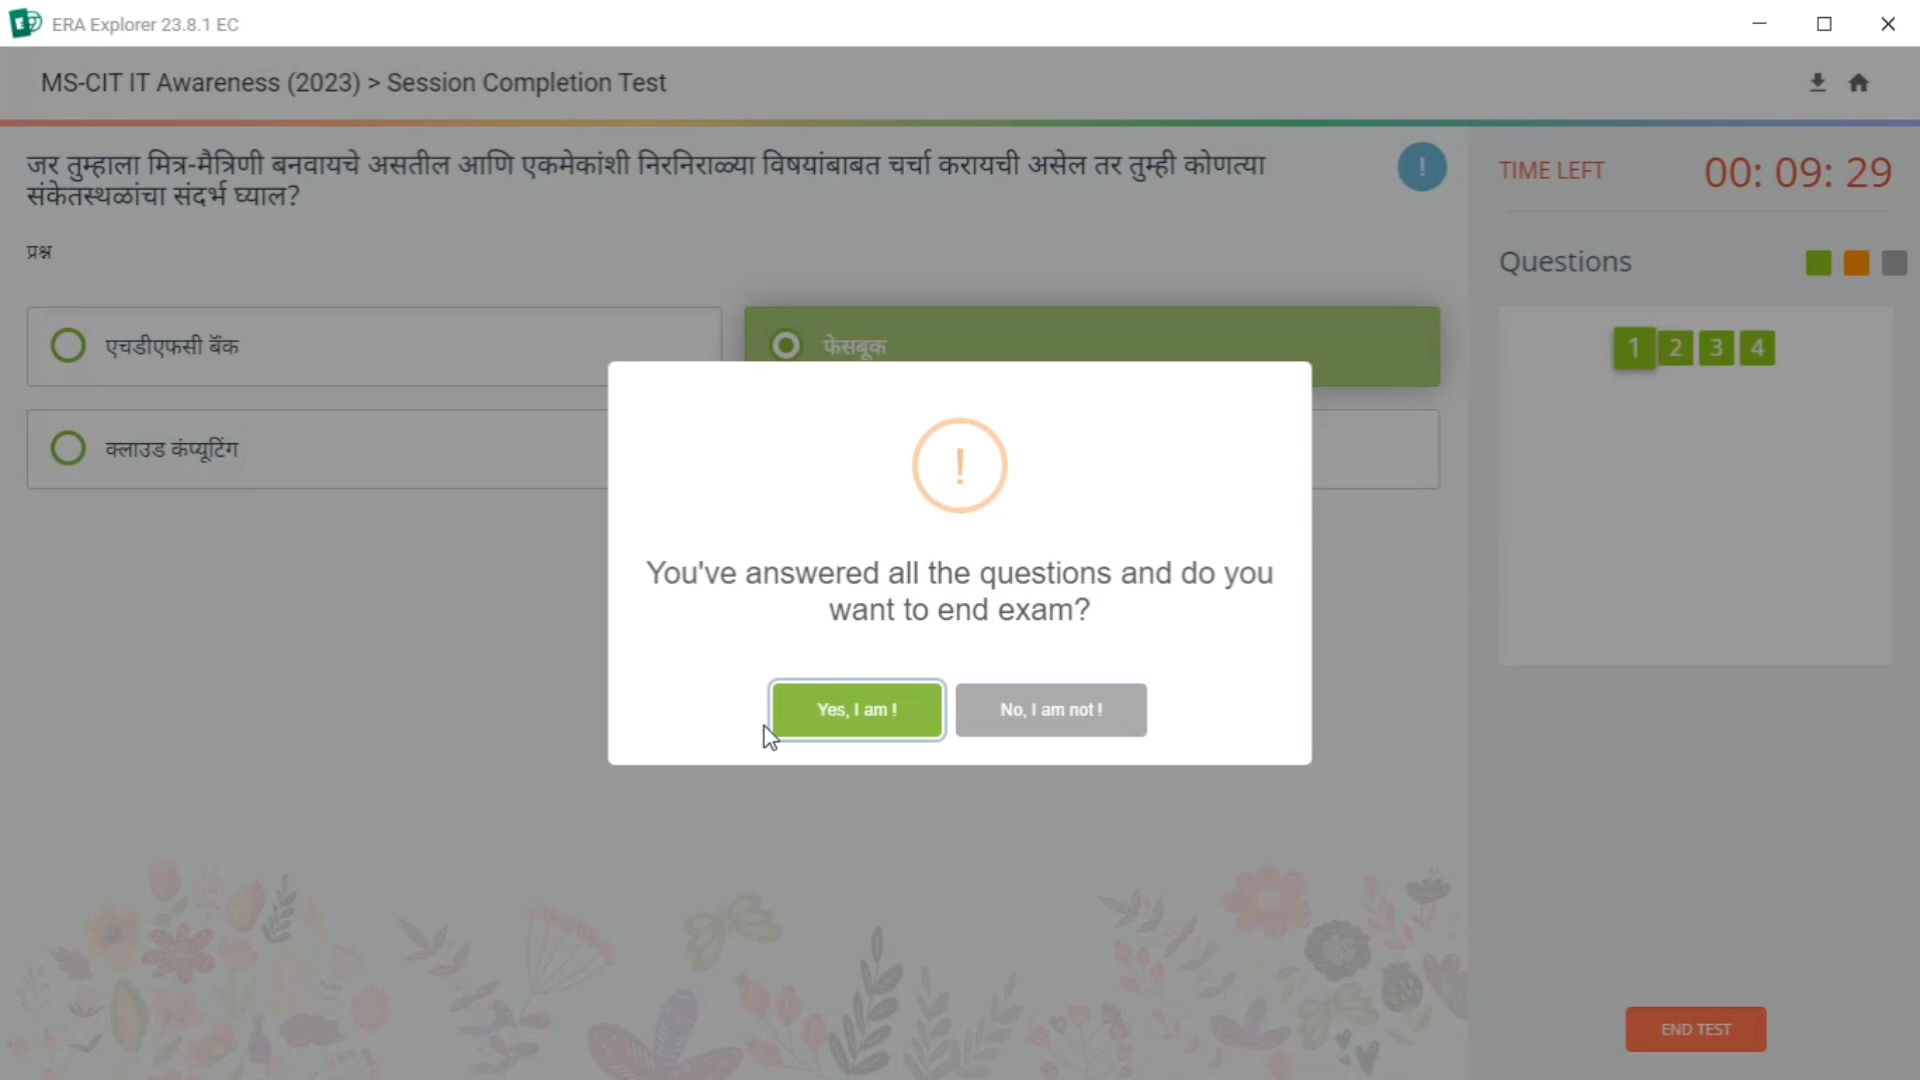 ERA Explorer 23.8.1 EC
MS-CIT IT Awareness (2023) > Session Completion Test
जर तुम्हाला मित्र-मैत्रिणी बनवायचे असतील आणि एकमेकांशी निरनिराळ्या विषयांबाबत चर्चा करायची असेल तर तुम्ही कोणत्या
संकेतस्थळांचा संदर्भ घ्याल?
TIME LEFT 00: 09: 29
प्रश्न
Questions
एचडीएफसी बँक
फेसबूक
1 2 3 4
क्लाउड कंप्यूटिंग
!
You've answered all the questions and do you
want to end exam?
Yes, I am !
No, I am not !
END TEST